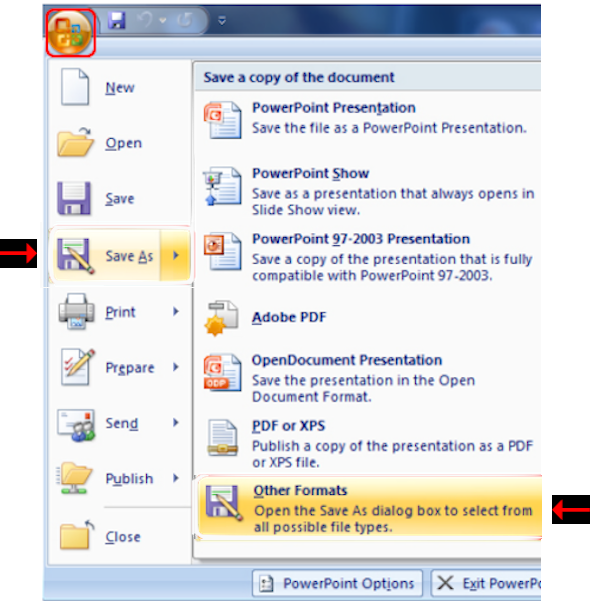 New
Open
Save
Save As
Print
Prepare
Send
Publish
Close
Save a copy of the document
PowerPoint Presentation
Save the file as a PowerPoint Presentation.
PowerPoint Show
Save as a presentation that always opens in
Slide Show view.
PowerPoint 97-2003 Presentation
Save a copy of the presentation that is fully
compatible with PowerPoint 97-2003.
Adobe PDF
OpenDocument Presentation
Save the presentation in the Open
Document Format.
PDF or XPS
Publish a copy of the presentation as a PDF
or XPS file.
Other Formats
Open the Save As dialog box to select from
all possible file types.
PowerPoint Options
Exit PowerP